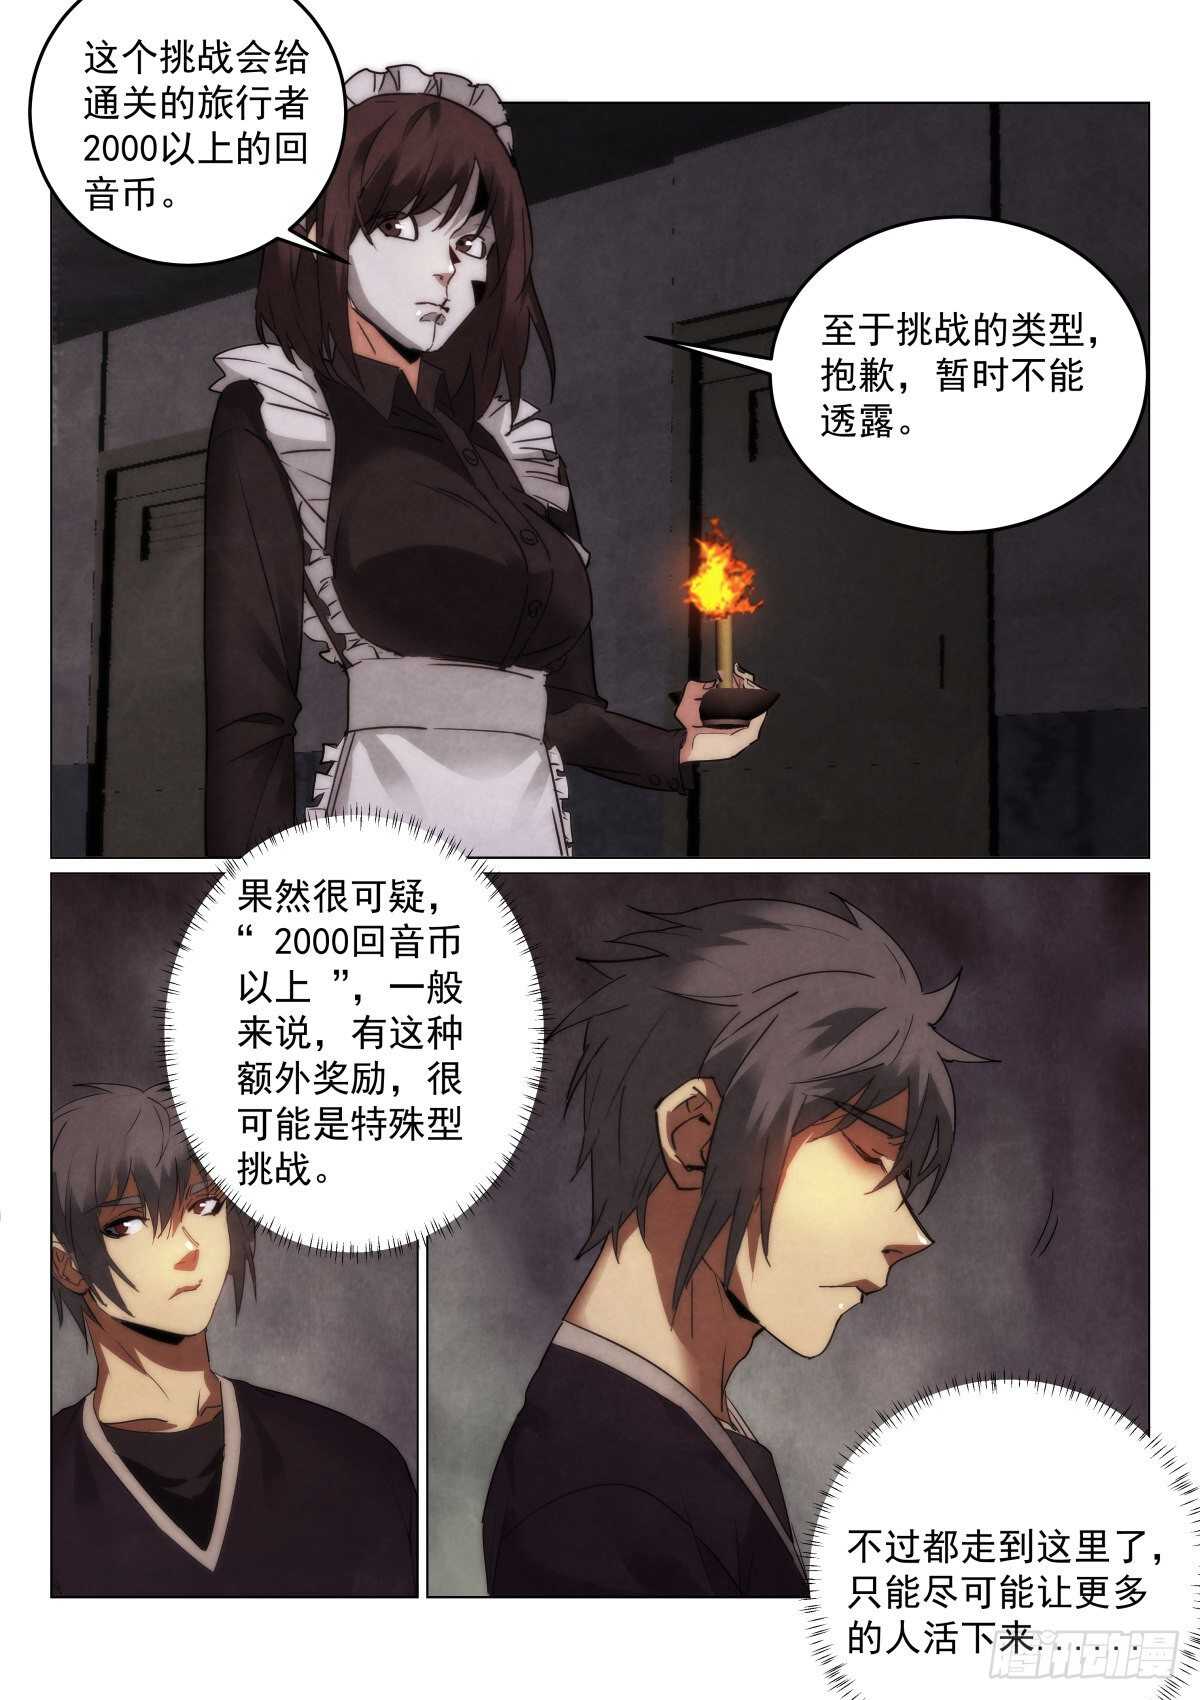 这个挑战会给
通关的旅行者
2000以上的回
音币。
至于挑战的类型，
抱歉，暂时不能
透露。
果然很可疑，
“2000回音币
以上”，一般
来说，有这种
额外奖励，很
可能是特殊型
挑战。
不过都走到这里了，
只能尽可能让更多
的人活下来......
腾讯动漫